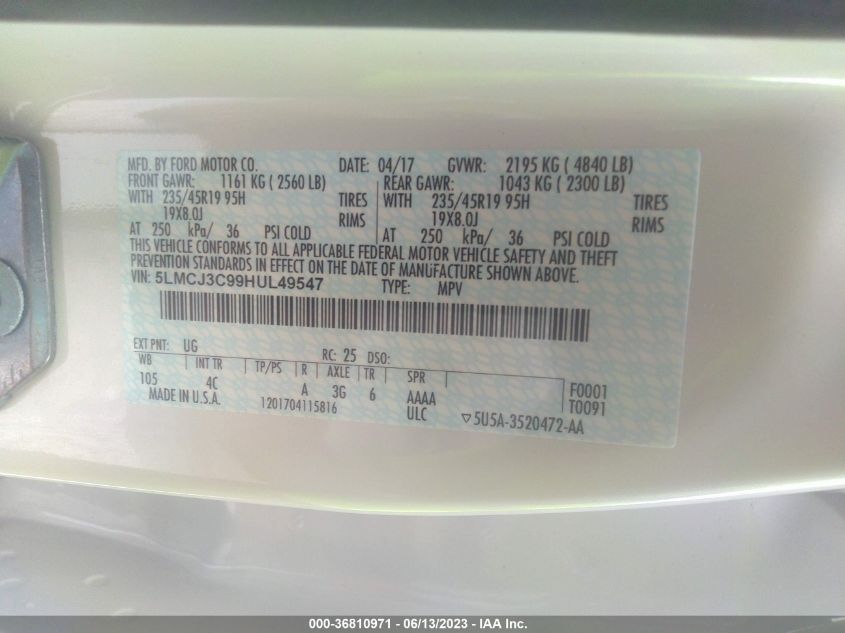 MFD. BY FORD MOTOR CO. DATE: 04/17 GVWR: 2195 KG ( 4840 LB)
FRONT GAWR: 1161 KG ( 2560 LB) REAR GAWR: 1043 KG ( 2300 LB)
WITH 235/45R19 95H TIRES WITH 235/45R19 95H TIRES
19X8.0J RIMS 19X8.0J RIMS
AT 250 kPa/ 36 PSI COLD AT 250 kPa/ 36 PSI COLD
THIS VEHICLE CONFORMS TO ALL APPLICABLE FEDERAL MOTOR VEHICLE SAFETY AND THEFT
PREVENTION STANDARDS IN EFFECT ON THE DATE OF MANUFACTURE SHOWN ABOVE.
VIN: 5LMCJ3C99HUL49547 TYPE: MPV
EXT PNT: UG RC: 25 DSO:
WB INT TR TP/PS R AXLE TR SPR
105 4C A 3G 6 AAAA F0001
MADE IN U.S.A. 1201704115816 ULC T0091
▽5U5A-3520472-AA
000-36810971 - 06/13/2023 - IAA Inc.